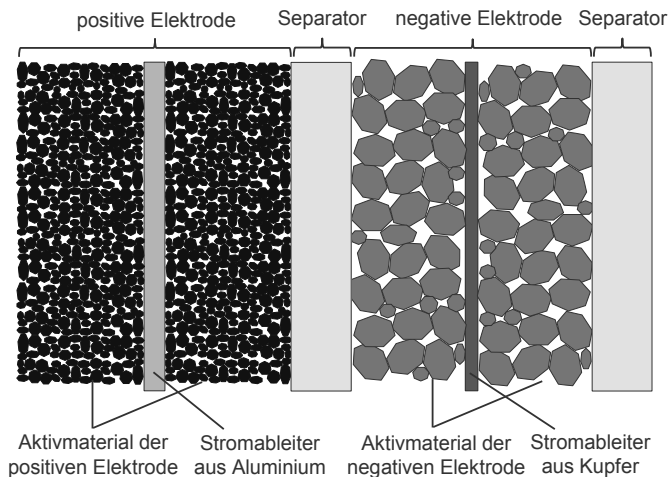 positive Elektrode
Separator
negative Elektrode
Separator
Aktivmaterial der
positiven Elektrode
Stromableiter
aus Aluminium
Aktivmaterial der
negativen Elektrode
Stromableiter
aus Kupfer